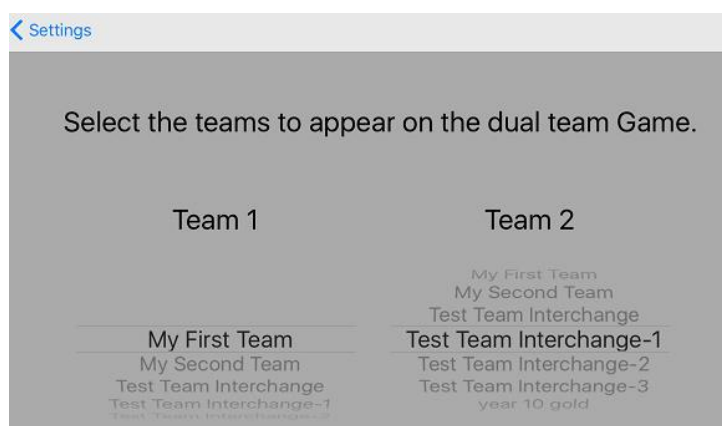 Settings
Select the teams to appear on the dual team Game.
Team 1
Team 2
My First Team
My Second Team
Test Team Interchange
Test Team Interchange-1
My First Team
My Second Team
Test Team Interchange
Test Team Interchange-1
Test Team Interchange-2
Test Team Interchange-3
year 10 gold